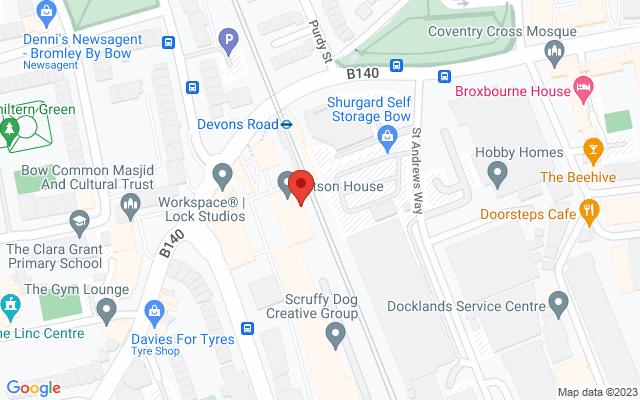 Denni's Newsagent
- Bromley By Bow
Newsagent
Purdy St
B140
Coventry Cross Mosque
Broxbourne House
Shurgard Self
Storage Bow
Devons Road
St Andrews Way
Hobby Homes
The Beehive
Doorsteps Cafe
hiltern Green
Bow Common Masjid
And Cultural Trust
Workspace® |
Lock Studios
tson House
B140
The Clara Grant
Primary School
The Gym Lounge
he Linc Centre
Davies For Tyres
Tyre Shop
Scruffy Dog
Creative Group
Docklands Service Centre
Google
Map data ©2023